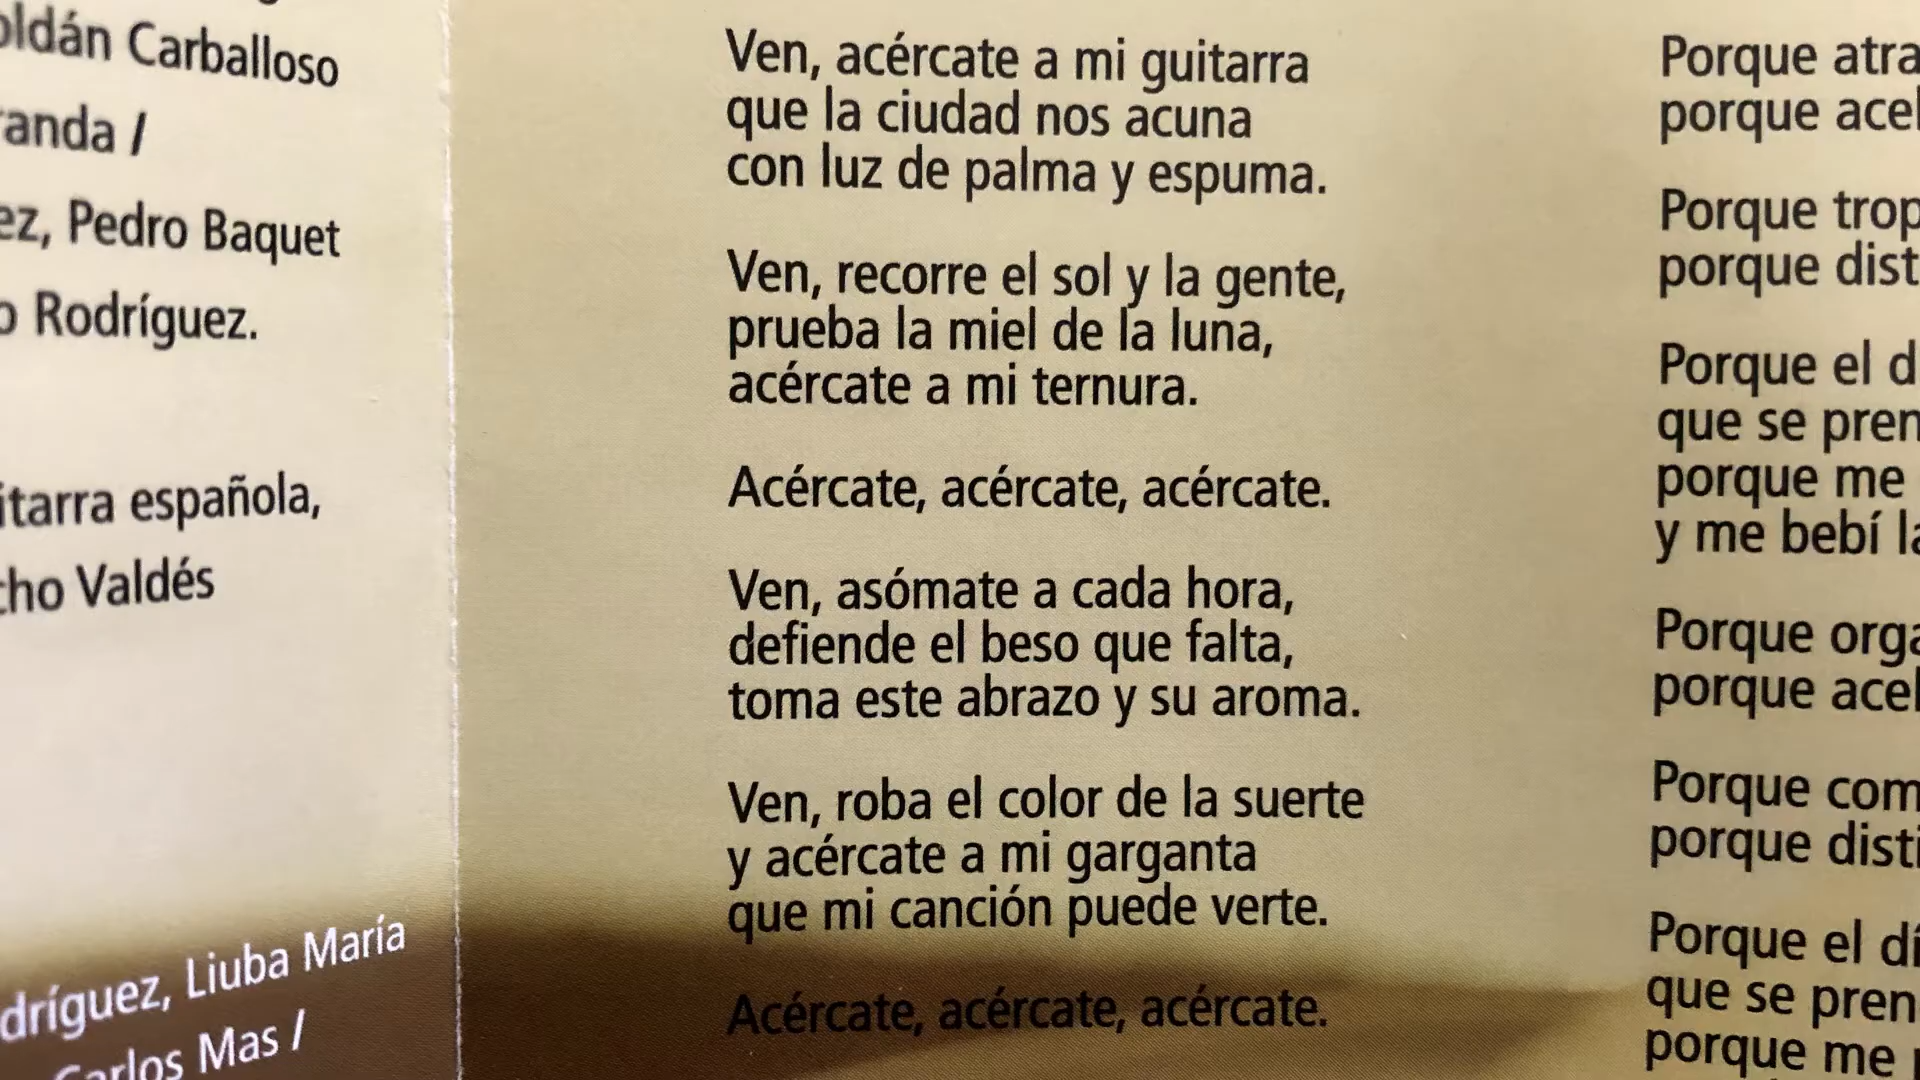 Carballoso
/
Pedro Baquet
Rodríguez.
española,
Valdés
Liuba María
Carlos Mas /
Ven, acércate a mi guitarra
que la ciudad nos acuna
con luz de palma y espuma.
Ven, recorre el sol y la gente,
prueba la miel de la luna,
acércate a mi ternura.
Acércate, acércate, acércate.
Ven, asómate a cada hora,
defiende el beso que falta,
toma este abrazo y su aroma.
Ven, roba el color de la suerte
y acércate a mi garganta
que mi canción puede verte.
Acércate, acércate, acércate.
Porque
porque
Porque
porque
Porque el
que se
porque me
y me bebí
Porque
porque
Porque
porque
Porque el
que se
porque me